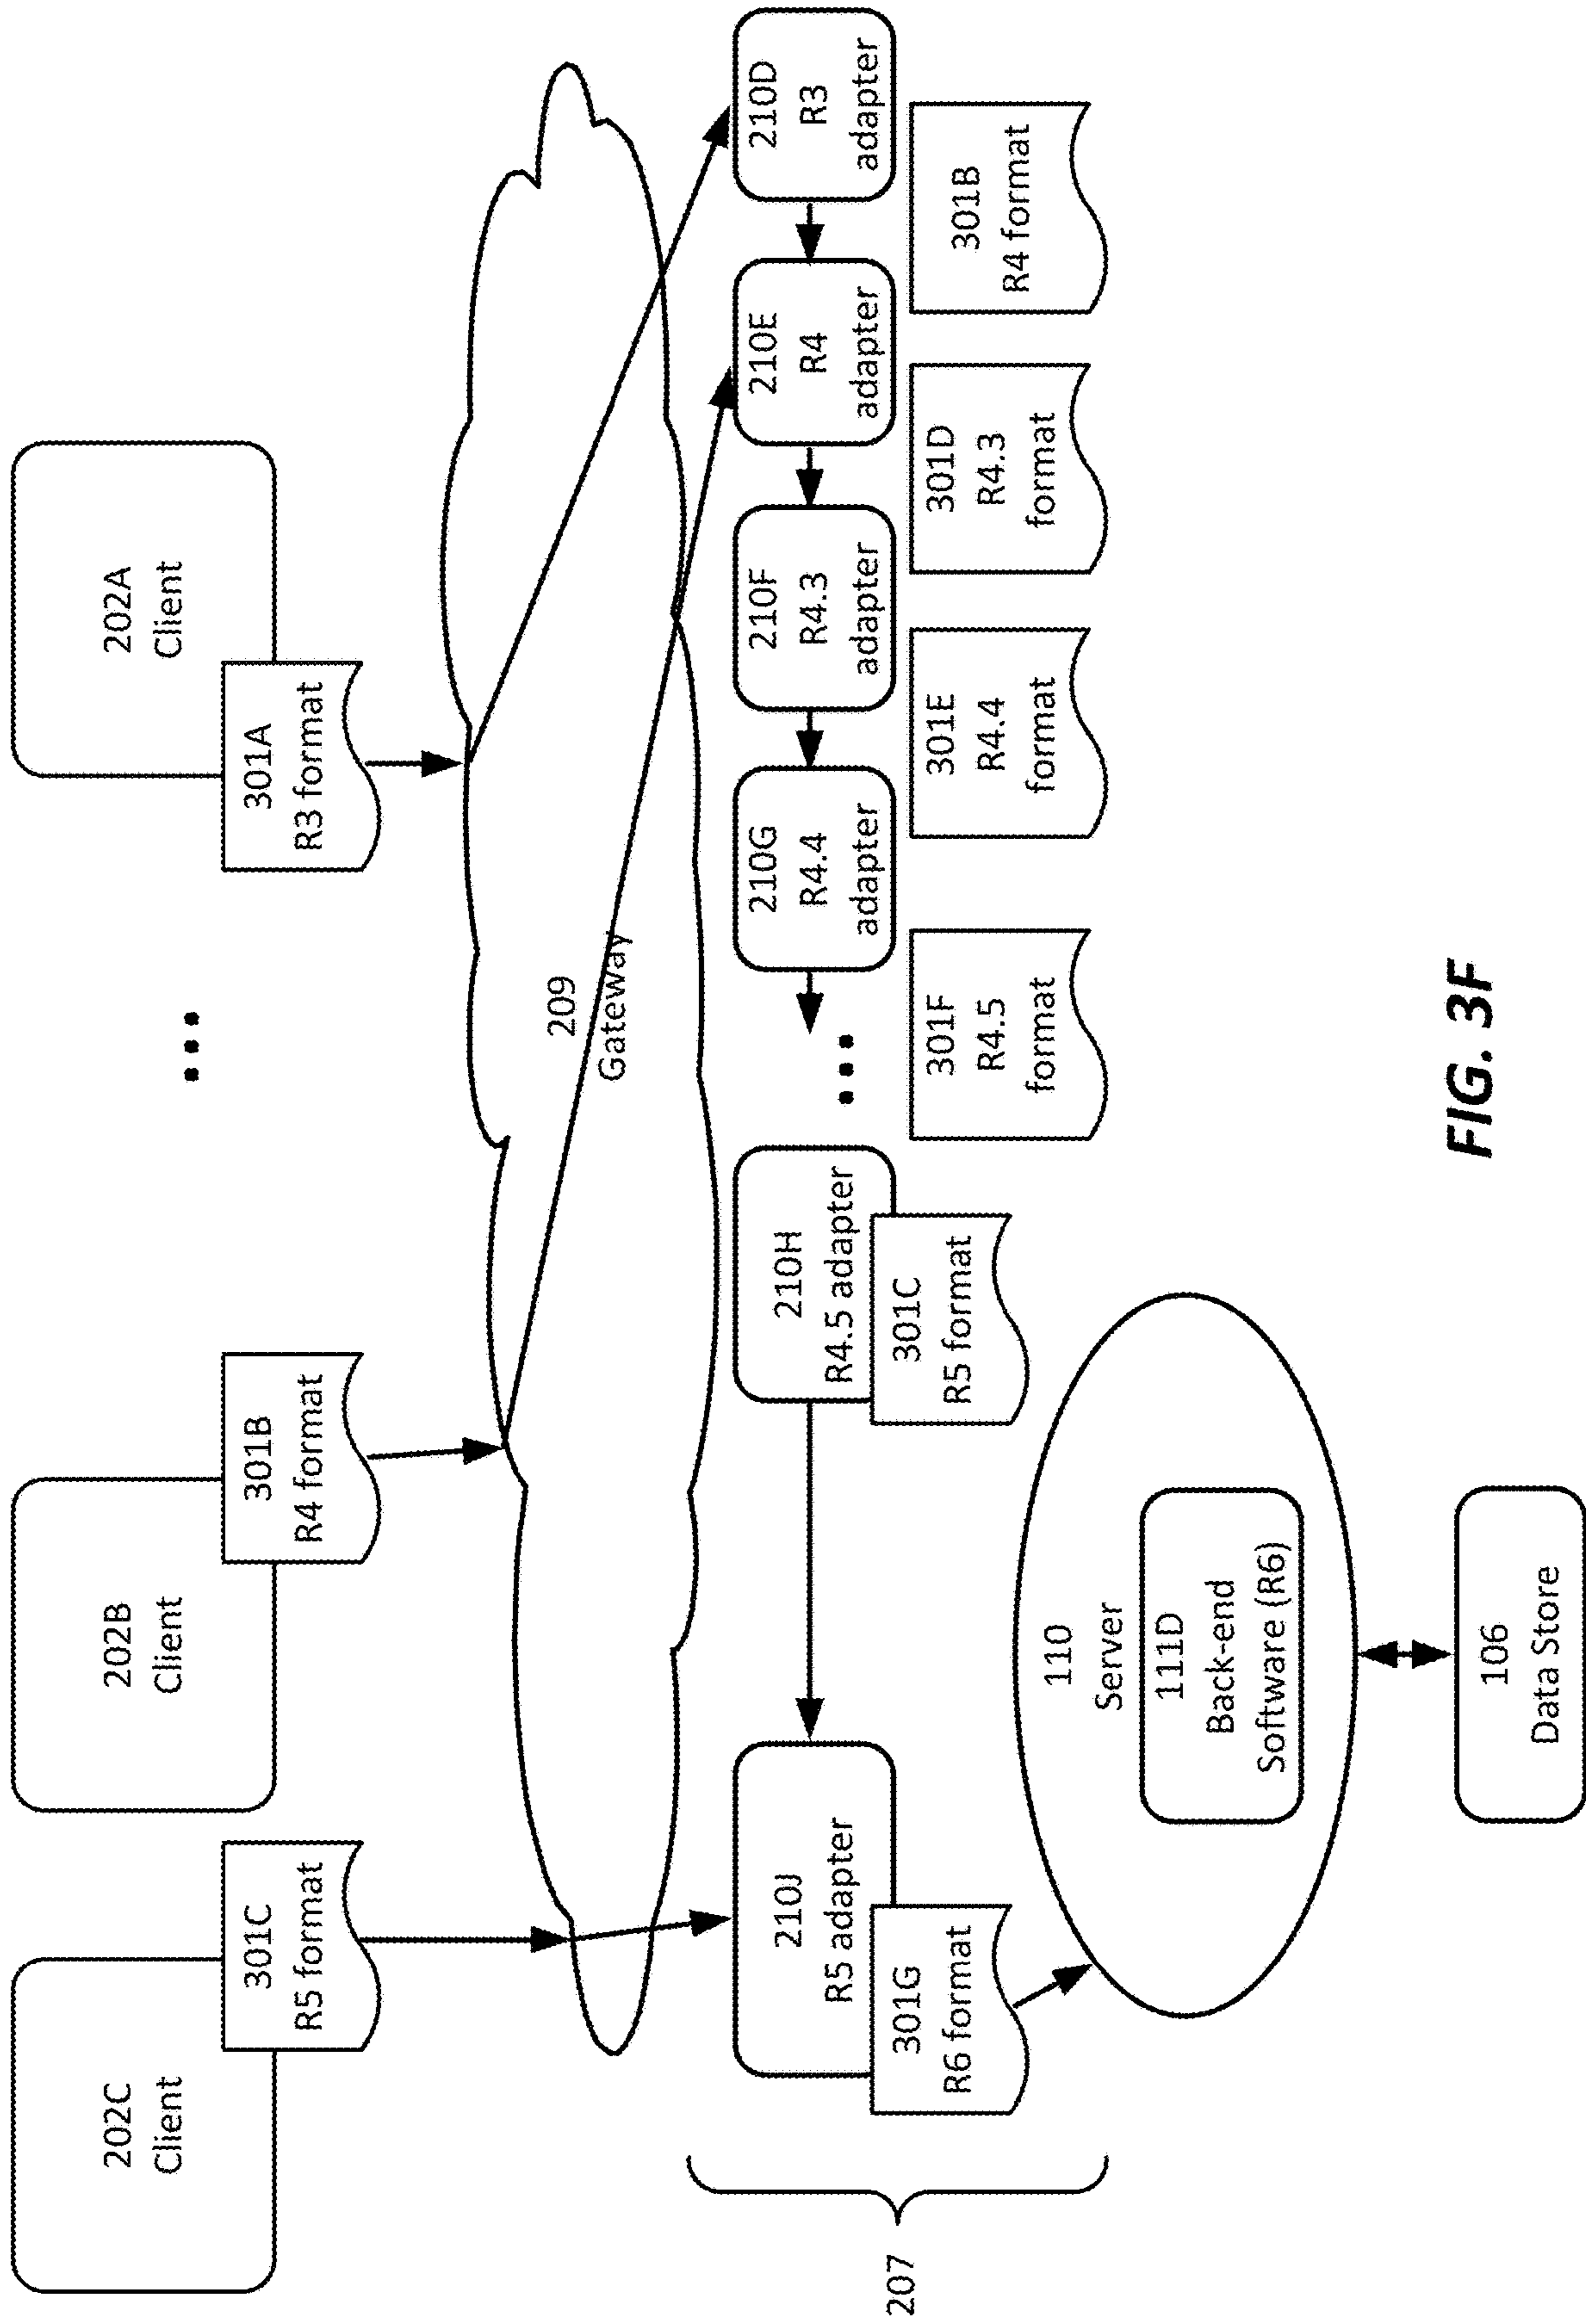 202C
Client
301C
R5 format
202B
Client
301B
R4 format
...
202A
Client
301A
R3 format
209
Gateway
207
210J
R5 adapter
301G
R6 format
210H
R4.5 adapter
301C
R5 format
...
210G
R4.4
adapter
210F
R4.3
adapter
210E
R4
adapter
210D
R3
adapter
301F
R4.5
format
301E
R4.4
format
301D
R4.3
format
301B
R4 format
110
Server
111D
Back-end
Software (R6)
106
Data Store
FIG. 3F